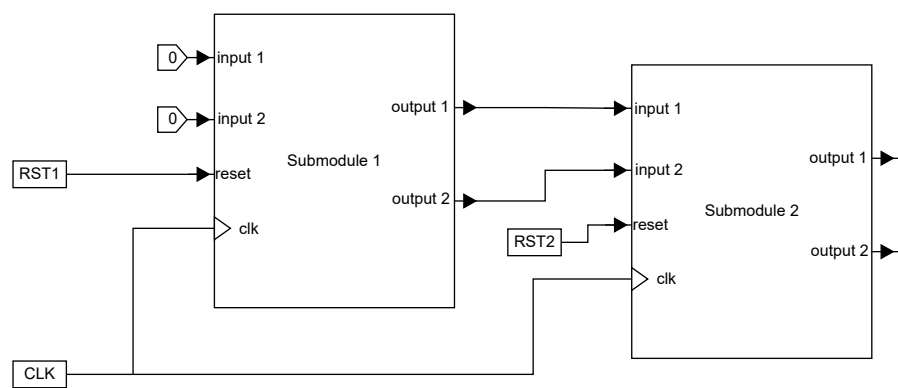 0
input 1
0
input 2
output 1
Submodule 1
RST1
reset
output 2
clk
CLK
input 1
input 2
output 1
Submodule 2
RST2
reset
output 2
clk